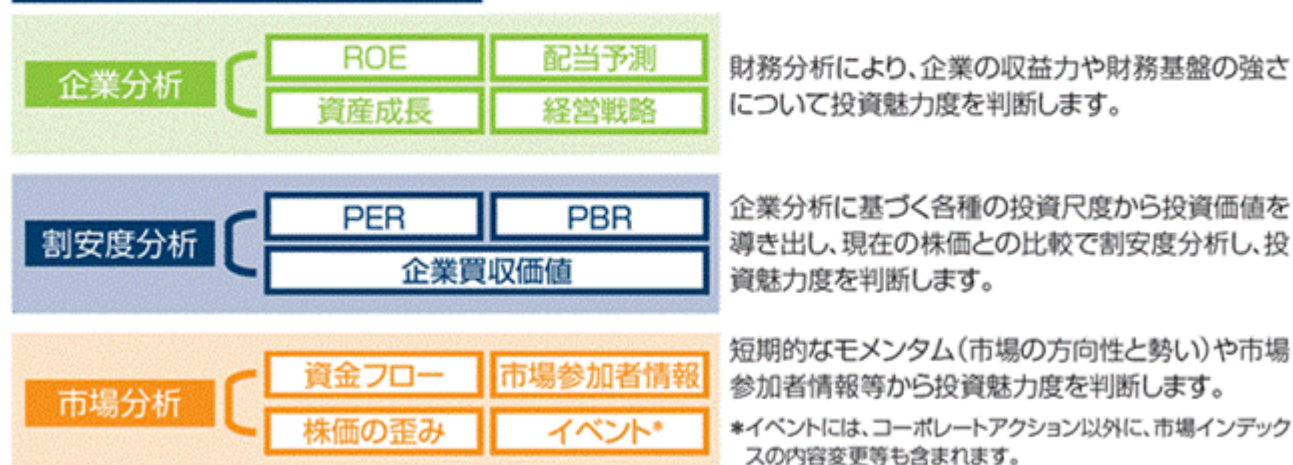 企業分析
ROE
配当予測
資産成長
経営戦略
財務分析により、企業の収益力や財務基盤の強さ
について投資魅力度を判断します。
割安度分析
PER
PBR
企業買収価値
企業分析に基づく各種の投資尺度から投資価値を
導き出し、現在の株価との比較で割安度分析し、投
資魅力度を判断します。
市場分析
資金フロー
市場参加者情報
株価の歪み
イベント*
短期的なモメンタム(市場の方向性と勢い)や市場
参加者情報等から投資魅力度を判断します。
*イベントには、コーポレートアクション以外に、市場インデック
スの内容変更等も含まれます。